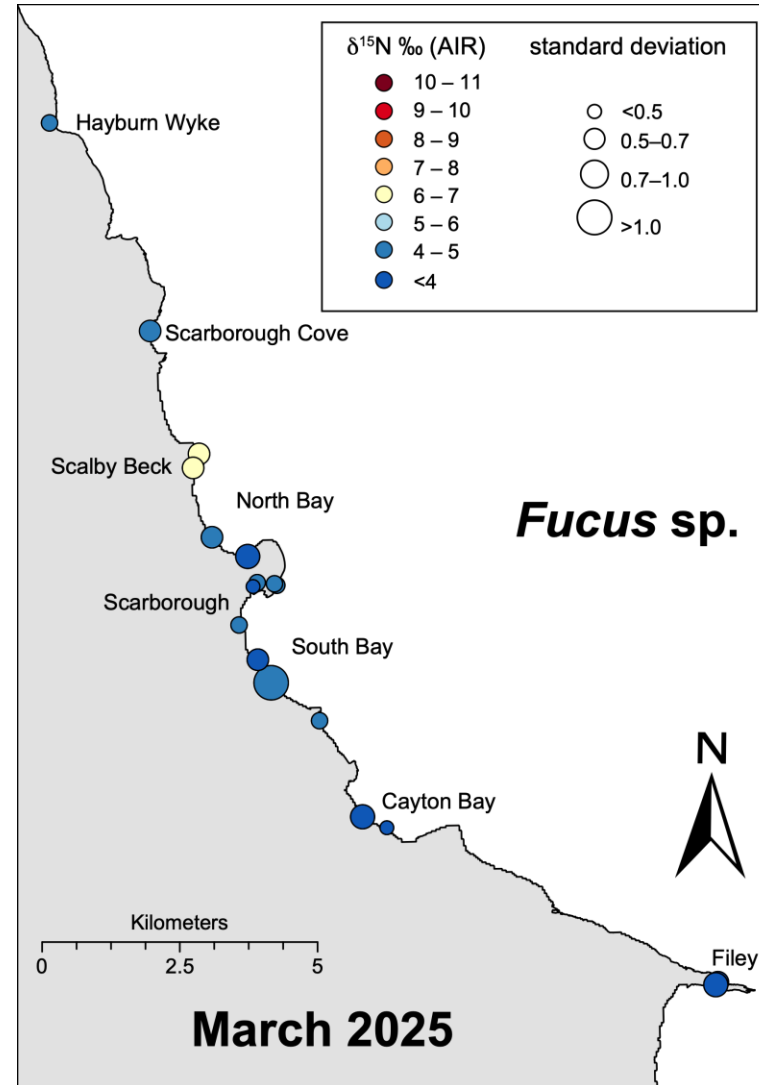 δ¹⁵N ‰ (AIR)
standard deviation
10 – 11
9 – 10
8 – 9
7 – 8
6 – 7
5 – 6
4 – 5
<4
<0.5
0.5–0.7
0.7–1.0
>1.0
Hayburn Wyke
Scarborough Cove
Scalby Beck
North Bay
Fucus sp.
Scarborough
South Bay
N
Cayton Bay
Kilometers
0
2.5
5
Filey
March 2025